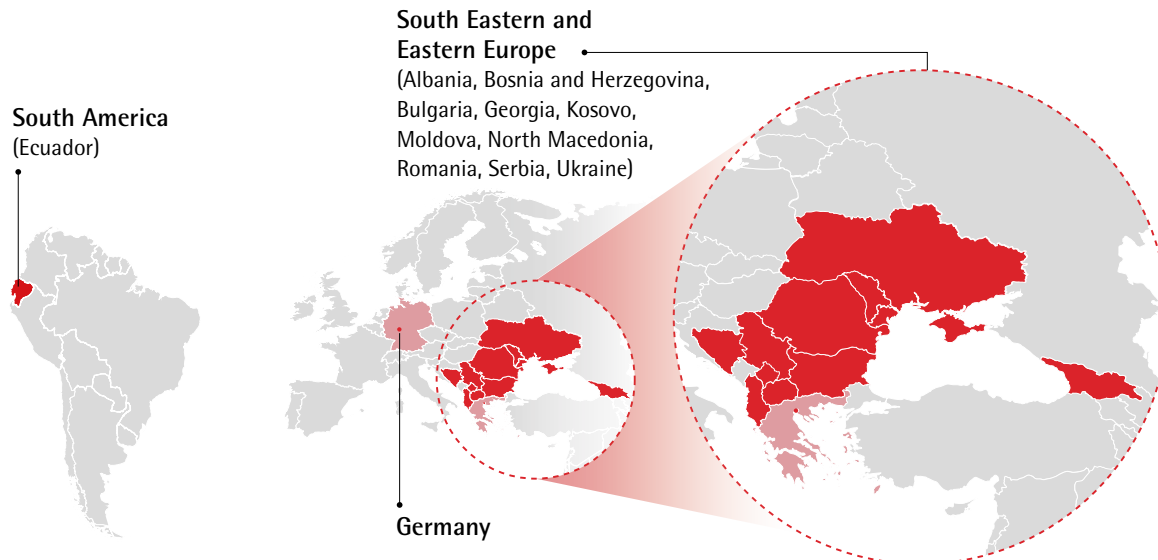 South Eastern and
Eastern Europe
(Albania, Bosnia and Herzegovina,
Bulgaria, Georgia, Kosovo,
Moldova, North Macedonia,
Romania, Serbia, Ukraine)
South America
(Ecuador)
Germany